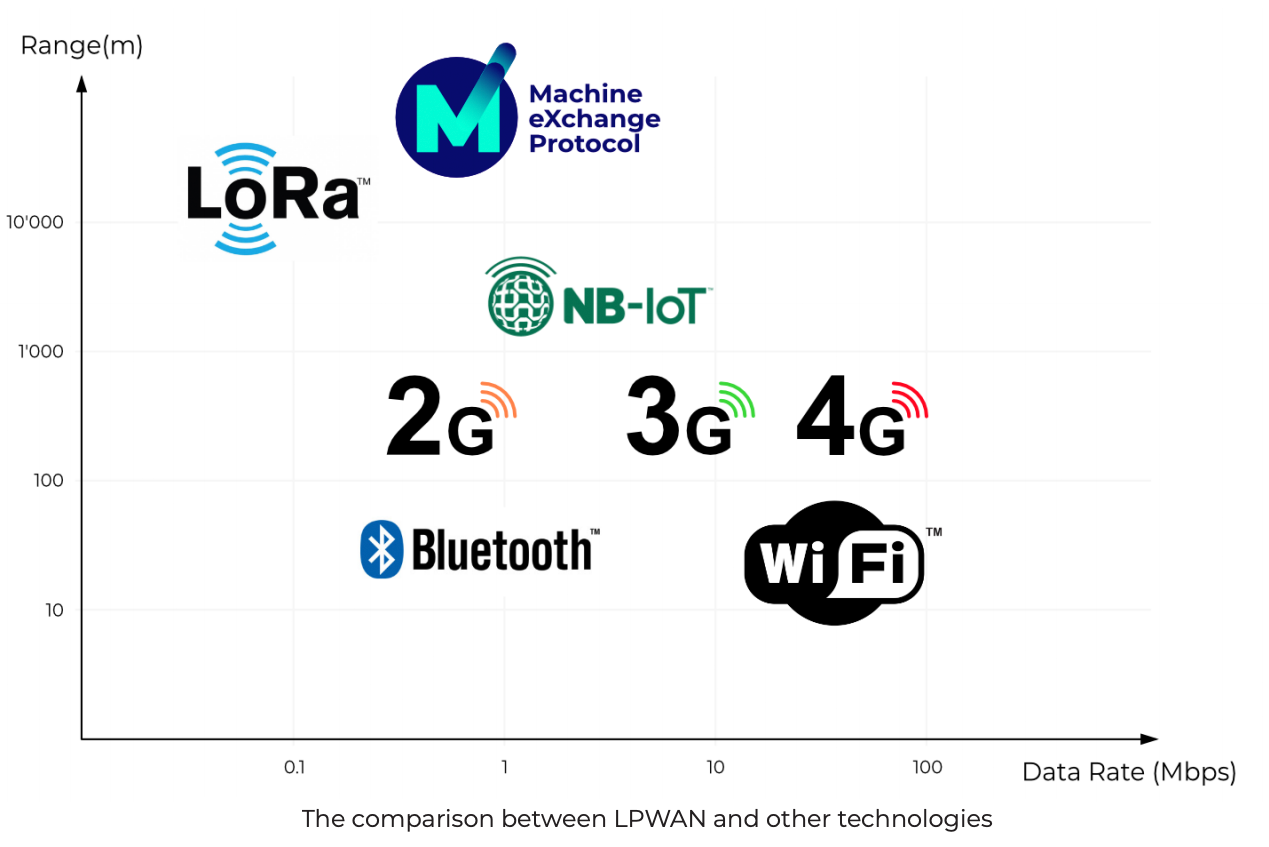 Range(m)
Machine
eXchange
Protocol
M
LoRa™
10'000
NB-IoT™
1'000
2G
3G
4G
100
Bluetooth™
Wi Fi™
10
0.1
1
10
100
Data Rate (Mbps)
The comparison between LPWAN and other technologies